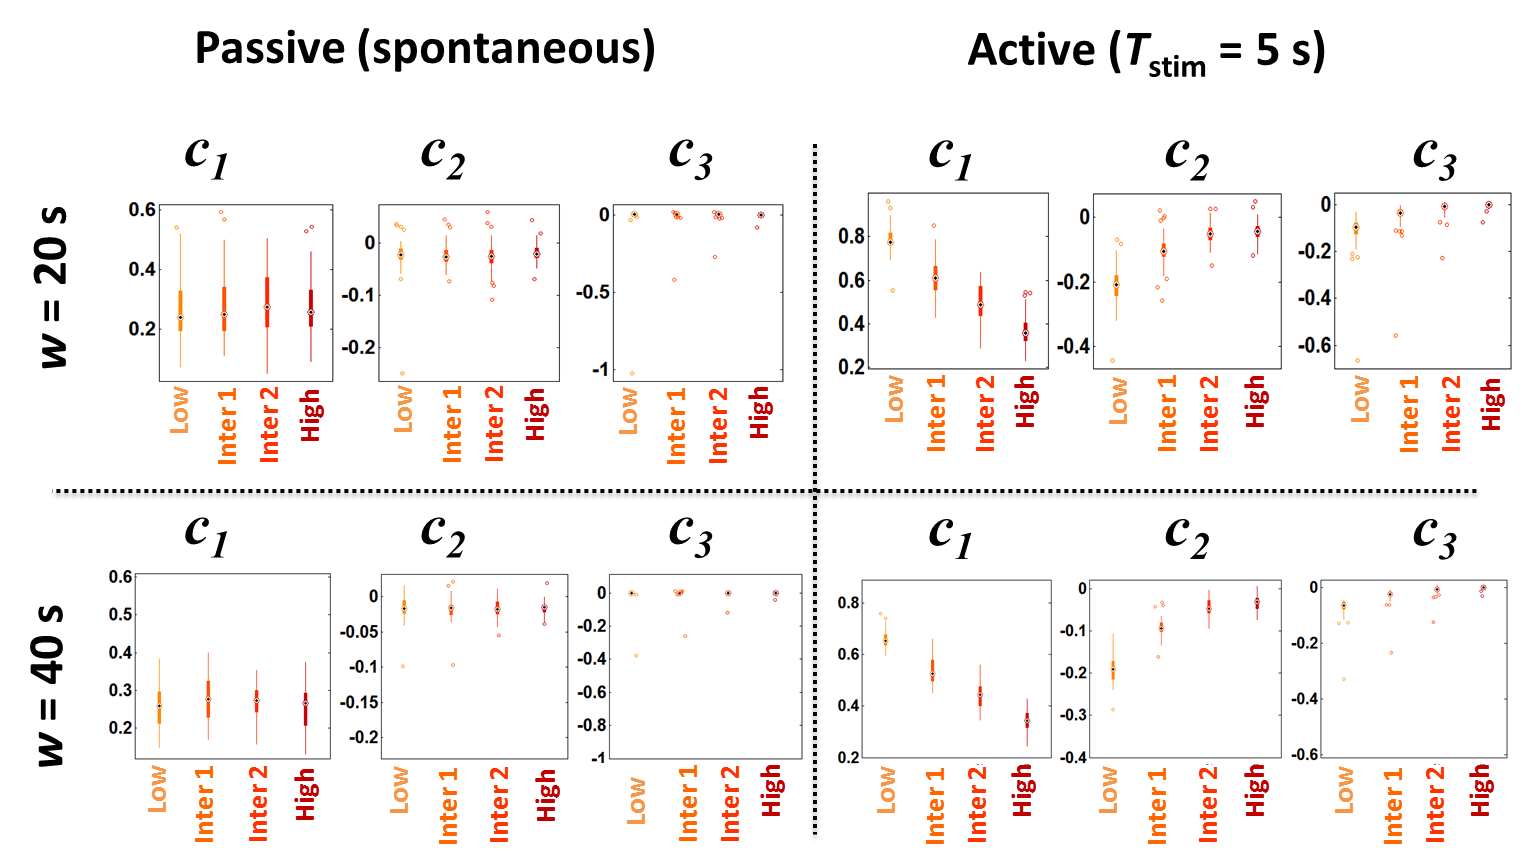 Passive (spontaneous)
Active (Tstim = 5 s)
w = 20 s
c1
c2
c3
c1
c2
c3
0.6
0.4
0.2
0
-0.1
-0.2
0
-0.5
-1
0.8
0.6
0.4
0.2
0
-0.2
-0.4
0
-0.2
-0.4
-0.6
Low
Inter 1
Inter 2
High
Low
Inter 1
Inter 2
High
Low
Inter 1
Inter 2
High
Low
Inter 1
Inter 2
High
Low
Inter 1
Inter 2
High
Low
Inter 1
Inter 2
High
w = 40 s
c1
c2
c3
c1
c2
c3
0.6
0.5
0.4
0.3
0.2
0
-0.05
-0.1
-0.15
-0.2
0
-0.2
-0.4
-0.6
-0.8
-1
0.8
0.6
0.4
0.2
0
-0.1
-0.2
-0.3
-0.4
0
-0.2
-0.4
-0.6
Low
Inter 1
Inter 2
High
Low
Inter 1
Inter 2
High
Low
Inter 1
Inter 2
High
Low
Inter 1
Inter 2
High
Low
Inter 1
Inter 2
High
Low
Inter 1
Inter 2
High